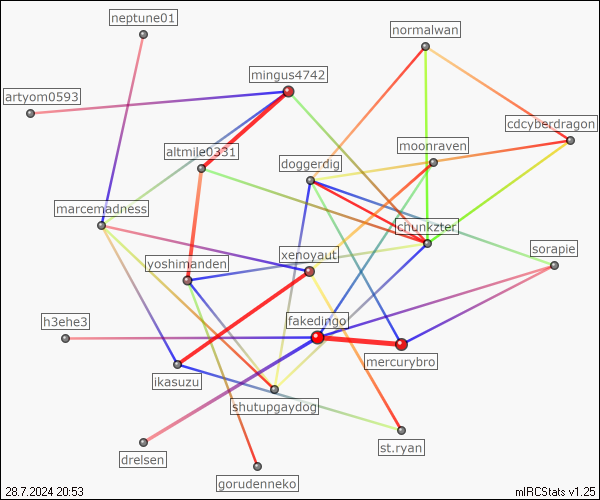 neptune01
normalwan
mingus4742
artyom0593
cdcyberdragon
moonraven
altmile0331
doggerdig
marcemadness
chunkzter
sorapie
xenoyaut
yoshimanden
fakedingo
h3ehe3
mercurybro
ikasuzu
shutupgaydog
st.ryan
drelsen
gorudenneko
28.7.2024 20:53
mIRCStats v1.25